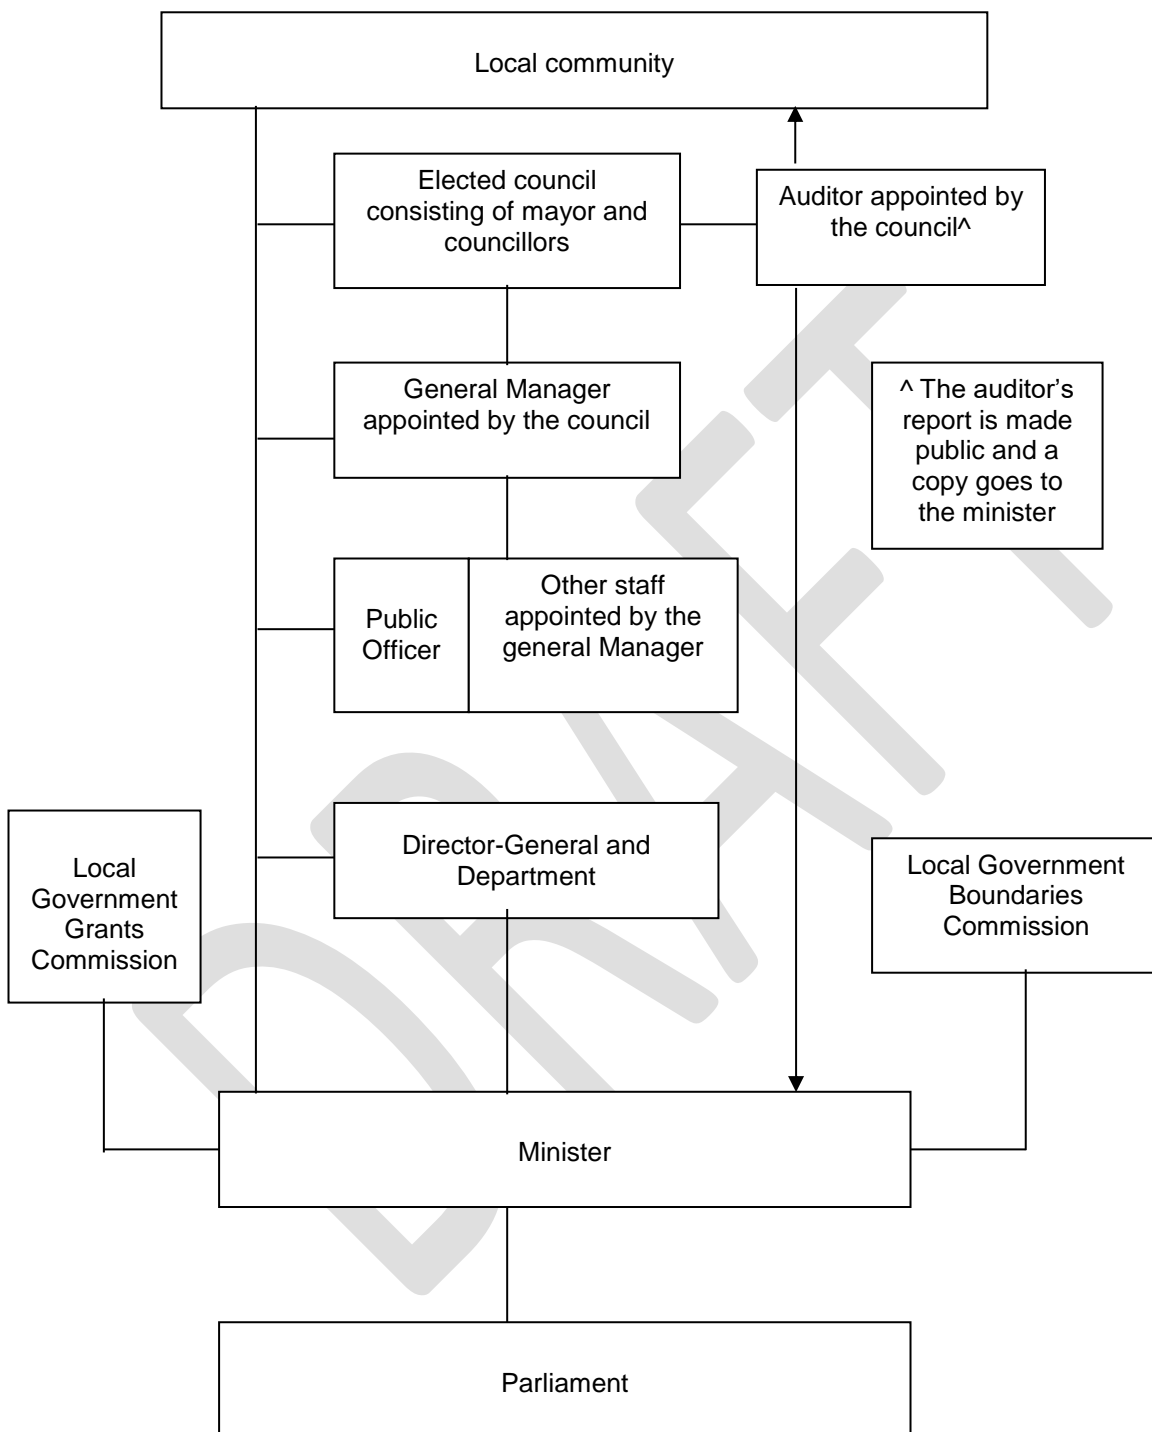 Local community
Elected council
consisting of mayor and
councillors
Auditor appointed by
the council^
General Manager
appointed by the council
^ The auditor’s
report is made
public and a
copy goes to
the minister
Public
Officer
Other staff
appointed by the
general Manager
Director-General and
Department
Local
Government
Grants
Commission
Local Government
Boundaries
Commission
Minister
Parliament
DRAFT